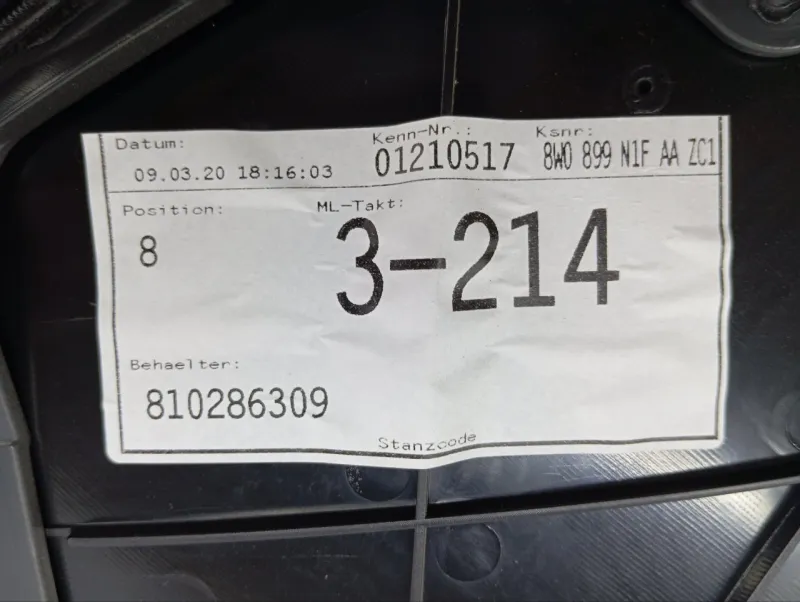 Datum: Kenn-Nr.: Ksnr:
09.03.20 18:16:03 01210517 8W0 899 N1F AA ZC1
Position: ML-Takt:
8 3-214
Behaelter:
810286309
Stanzcode